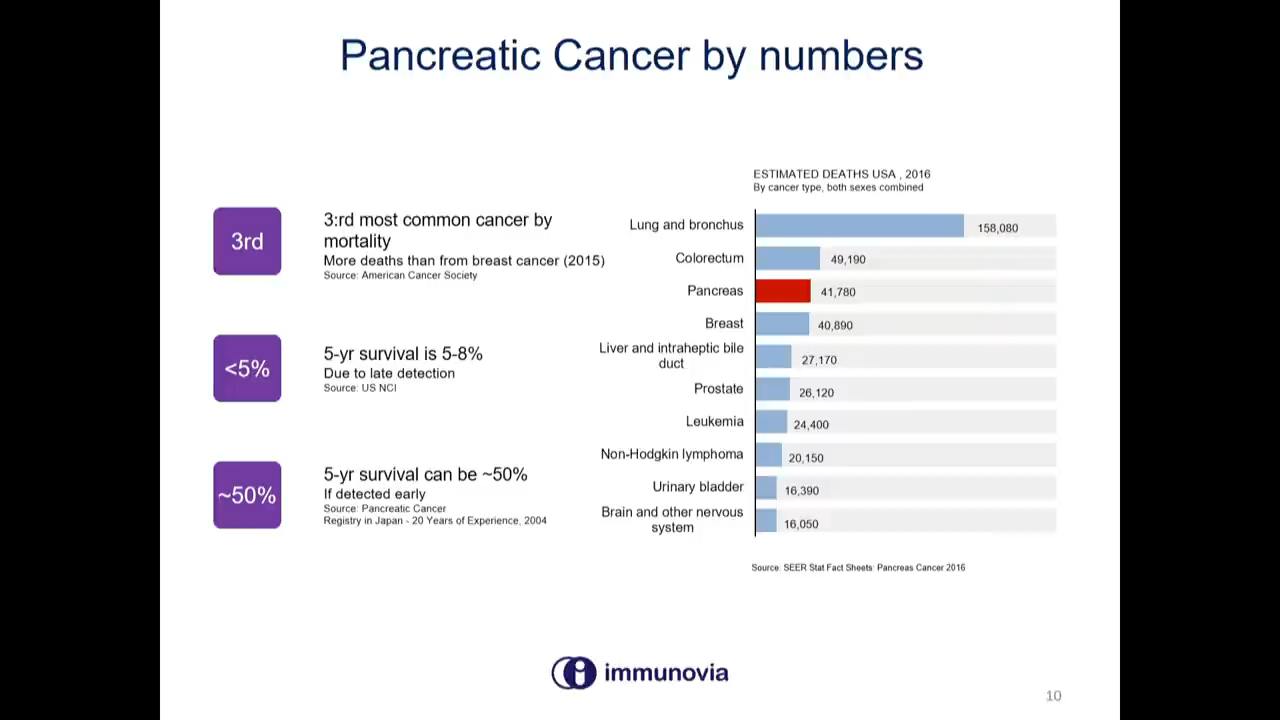 Pancreatic Cancer by numbers
3rd
3:rd most common cancer by
mortality
More deaths than from breast cancer (2015)
Source: American Cancer Society
<5%
5-yr survival is 5-8%
Due to late detection
Source: US NCI
~50%
5-yr survival can be ~50%
If detected early
Source: Pancreatic Cancer
Registry in Japan - 20 Years of Experience, 2004
ESTIMATED DEATHS USA , 2016
By cancer type, both sexes combined
Lung and bronchus 158,080
Colorectum 49,190
Pancreas 41,780
Breast 40,890
Liver and intraheptic bile
duct 27,170
Prostate 26,120
Leukemia 24,400
Non-Hodgkin lymphoma 20,150
Urinary bladder 16,390
Brain and other nervous
system 16,050
Source: SEER Stat Fact Sheets: Pancreas Cancer 2016
immunovia
10